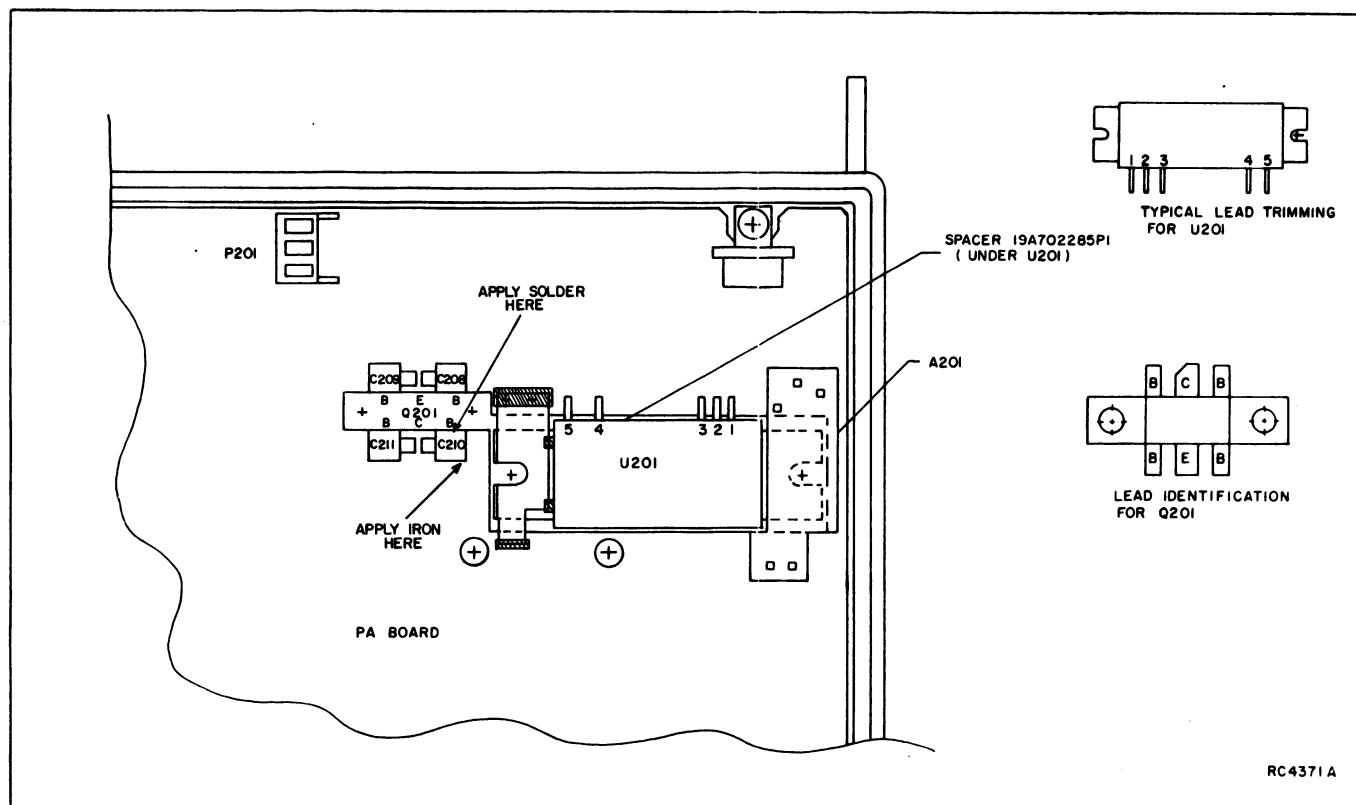 1 2 3 4 5
TYPICAL LEAD TRIMMING
FOR U201
P201
SPACER 19A702285P1
( UNDER U201 )
APPLY SOLDER
HERE
A201
C209 C208
B E B
Q201
B C B
C211 C210
5 4 3 2 1
U201
B C B
B E B
LEAD IDENTIFICATION
FOR Q201
APPLY IRON
HERE
PA BOARD
RC4371A